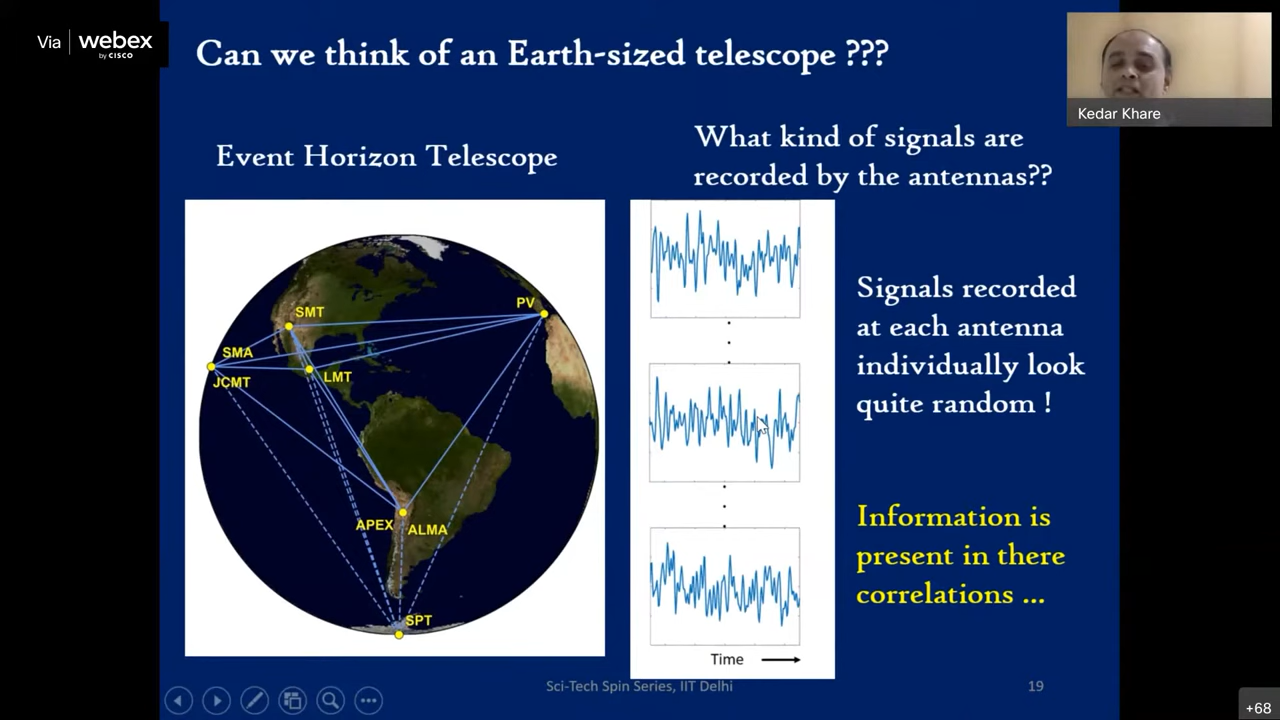 Via webex
by CISCO
Can we think of an Earth-sized telescope ???
Kedar Khare
Event Horizon Telescope
What kind of signals are
recorded by the antennas??
SMT
PV
SMA
JCMT
LMT
APEX
ALMA
SPT
Time
Signals recorded
at each antenna
individually look
quite random !
Information is
present in there
correlations ...
Sci-Tech Spin Series, IIT Delhi
19
+68